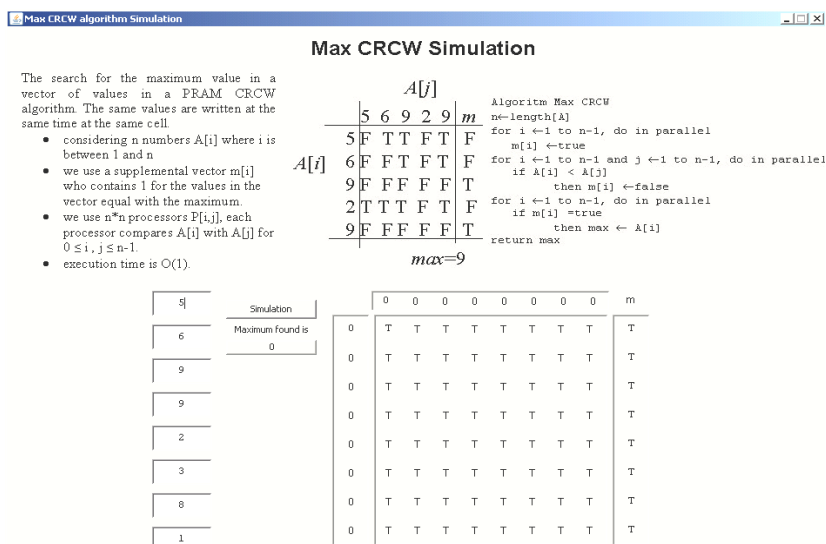 Max CRCW algorithm Simulation
Max CRCW Simulation
The search for the maximum value in a
vector of values in a PRAM CRCW
algorithm. The same values are written at the
same time at the same cell.
• considering n numbers A[i] where i is
between 1 and n
• we use a supplemental vector m[i]
who contains 1 for the values in the
vector equal with the maximum.
• we use n*n processors P[i,j], each
processor compares A[i] with A[j] for
0 ≤ i , j ≤ n-1.
• execution time is O(1).
A[j]
5 6 9 2 9 m
5 F T T F T F
A[i] 6 F F T F T F
9 F F F F F T
2 T T T F T F
9 F F F F F T
max=9
Algoritm Max CRCW
n←length[A]
for i ←1 to n-1, do in parallel
m[i] ←true
for i ←1 to n-1 and j ←1 to n-1, do in parallel
if A[i] < A[j]
then m[i] ←false
for i ←1 to n-1, do in parallel
if m[i] =true
then max ← A[i]
return max
5
6
9
9
2
3
8
1
Simulation
Maximum found is
0
0 0 0 0 0 0 0 0 m
0 T T T T T T T T T
0 T T T T T T T T T
0 T T T T T T T T T
0 T T T T T T T T T
0 T T T T T T T T T
0 T T T T T T T T T
0 T T T T T T T T T
0 T T T T T T T T T